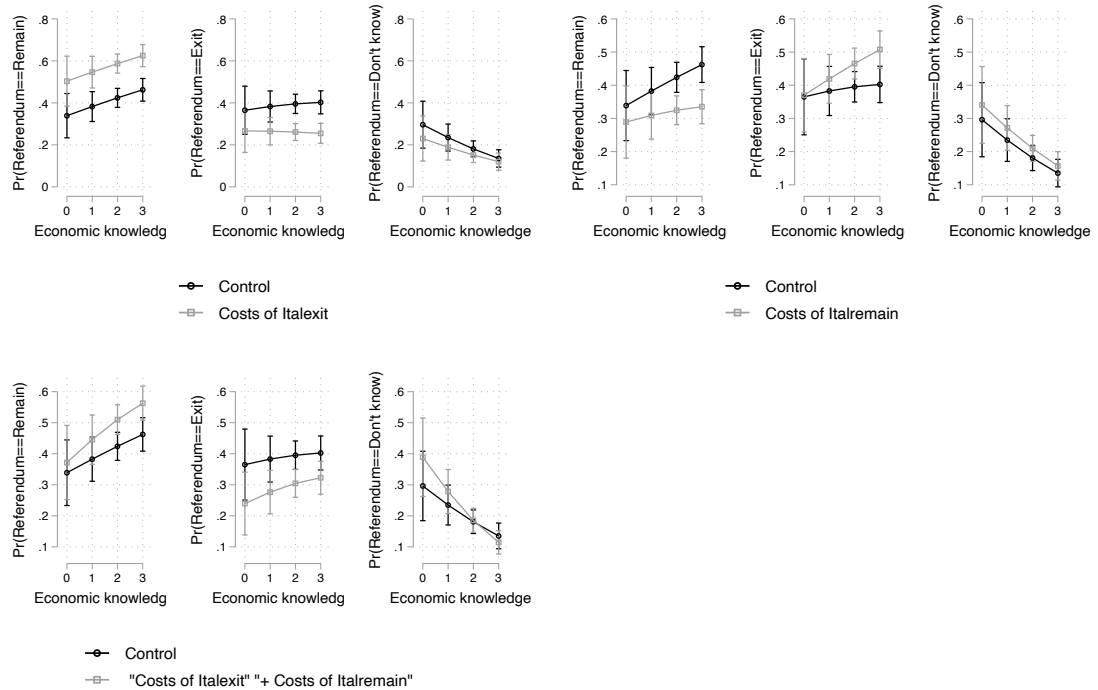 Pr(Referendum==Remain)
.8
.6
.4
.2
0
0 1 2 3
Economic knowledg
Pr(Referendum==Exit)
.8
.6
.4
.2
0
0 1 2 3
Economic knowledg
Pr(Referendum==Don't know)
.8
.6
.4
.2
0
0 1 2 3
Economic knowledge
Control
Costs of Italexit
Pr(Referendum==Remain)
.6
.5
.4
.3
.2
.1
0 1 2 3
Economic knowledg
Pr(Referendum==Exit)
.6
.5
.4
.3
.2
.1
0 1 2 3
Economic knowledg
Pr(Referendum==Don't know)
.6
.5
.4
.3
.2
.1
0 1 2 3
Economic knowledge
Control
Costs of Italremain
Pr(Referendum==Remain)
.6
.5
.4
.3
.2
.1
0 1 2 3
Economic knowledg
Pr(Referendum==Exit)
.6
.5
.4
.3
.2
.1
0 1 2 3
Economic knowledg
Pr(Referendum==Don't know)
.6
.5
.4
.3
.2
.1
0 1 2 3
Economic knowledge
Control
"Costs of Italexit" "+ Costs of Italremain"